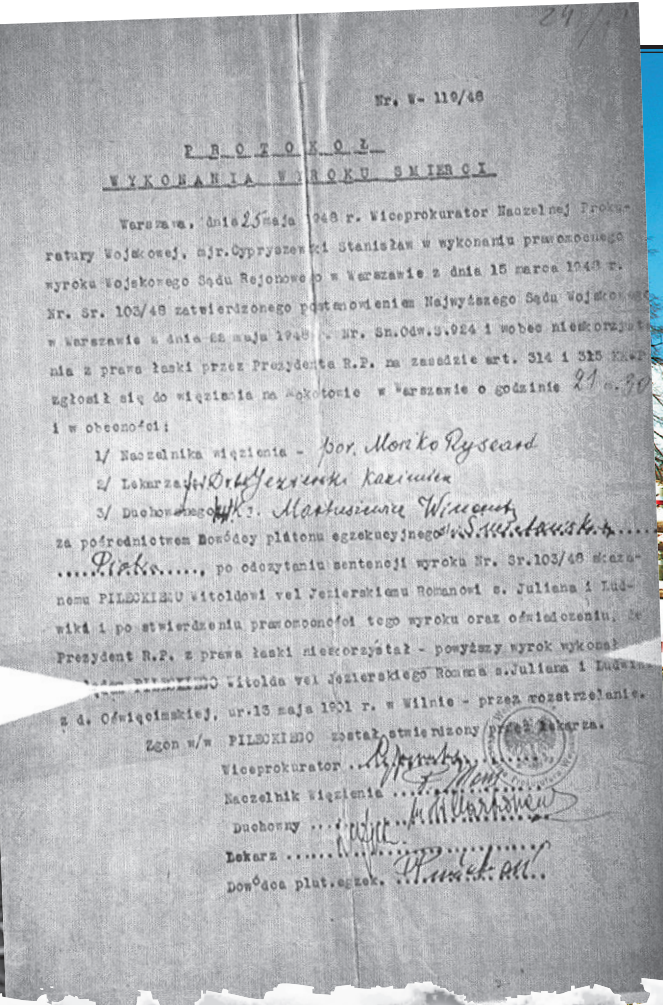 24
Nr. W- 119/48
P R O T O K O Ł
W Y K O N A N I A W Y R O K U Ś M I E R C I
Warszawa, dnia 25 maja 1948 r. Wiceprokurator Naczelnej Proku-
ratury Wojskowej, mjr. Cypryszewski Stanisław w wykonaniu prawomocnego
wyroku Wojskowego Sądu Rejonowego w Warszawie z dnia 15 marca 1948 r.
Nr. Sr. 103/48 zatwierdzonego postanowieniem Najwyższego Sądu Wojskowego
w Warszawie z dnia 22 maja 1948 r. Nr. Sn.Odw.S.924 i wobec nieskorzysta
nia z prawa łaski przez Prezydenta R.P. na zasadzie art. 314 i 315 KWPK
zgłosił się do więzienia na Mokotowie w Warszawie o godzinie 21 m. 30
i w obecności:
1/ Naczelnika więzienia - por. Mońko Ryszard
2/ Lekarza Dr. Jezierski Kazimierz
3/ Duchownego ks. Martusiewicz Wincenty
za pośrednictwem Dowódcy plutonu egzekucyjnego
Piotra....., po odczytaniu sentencji wyroku Nr. Sr.103/48 skaza-
nemu PILECKIEMU Witoldowi vel Jezierskiemu Romanowi s. Juliana i Lud-
wiki i po stwierdzeniu prawomocności tego wyroku oraz oświadczeniu, że
Prezydent R.P. z prawa łaski nieskorzystał - powyższy wyrok wykonał
PILECKIEGO Witolda vel Jezierskiego Romana s.Juliana i Ludwiki
z d. Oświęcimskiej, ur.13 maja 1901 r. w Wilnie - przez rozstrzelanie.
Zgon w/w PILECKIEGO został stwierdzony przez lekarza.
Wiceprokurator
Naczelnik Więzienia
Duchowny
Lekarz
Dowódca plut.egzek.